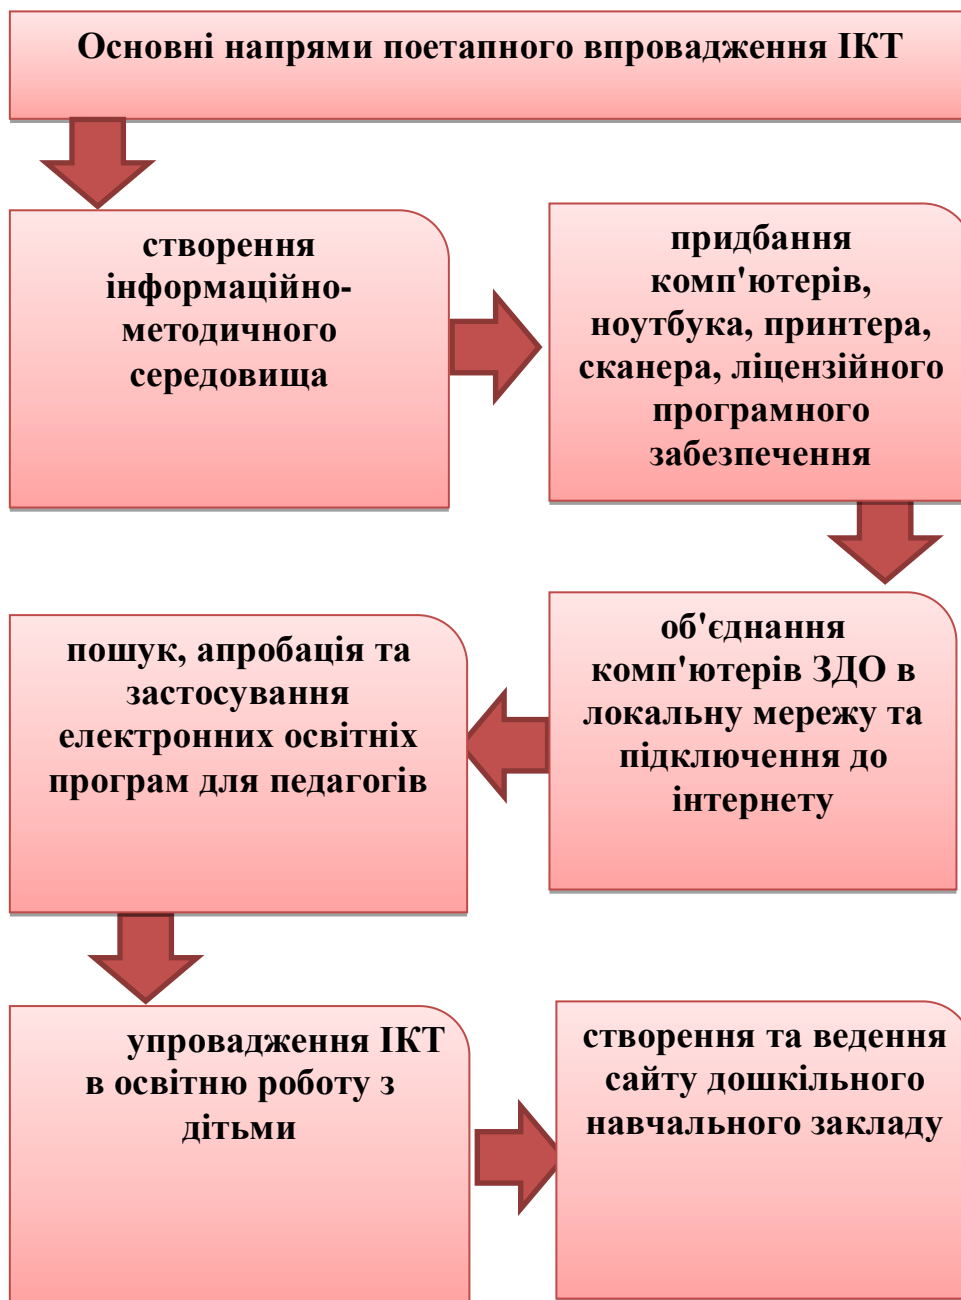 Основні напрями поетапного впровадження ІКТ
створення
інформаційно-
методичного
середовища
придбання
комп'ютерів,
ноутбука, принтера,
сканера, ліцензійного
програмного
забезпечення
об'єднання
комп'ютерів ЗДО в
локальну мережу та
підключення до
інтернету
пошук, апробація та
застосування
електронних освітніх
програм для педагогів
упровадження ІКТ
в освітню роботу з
дітьми
створення та ведення
сайту дошкільного
навчального закладу